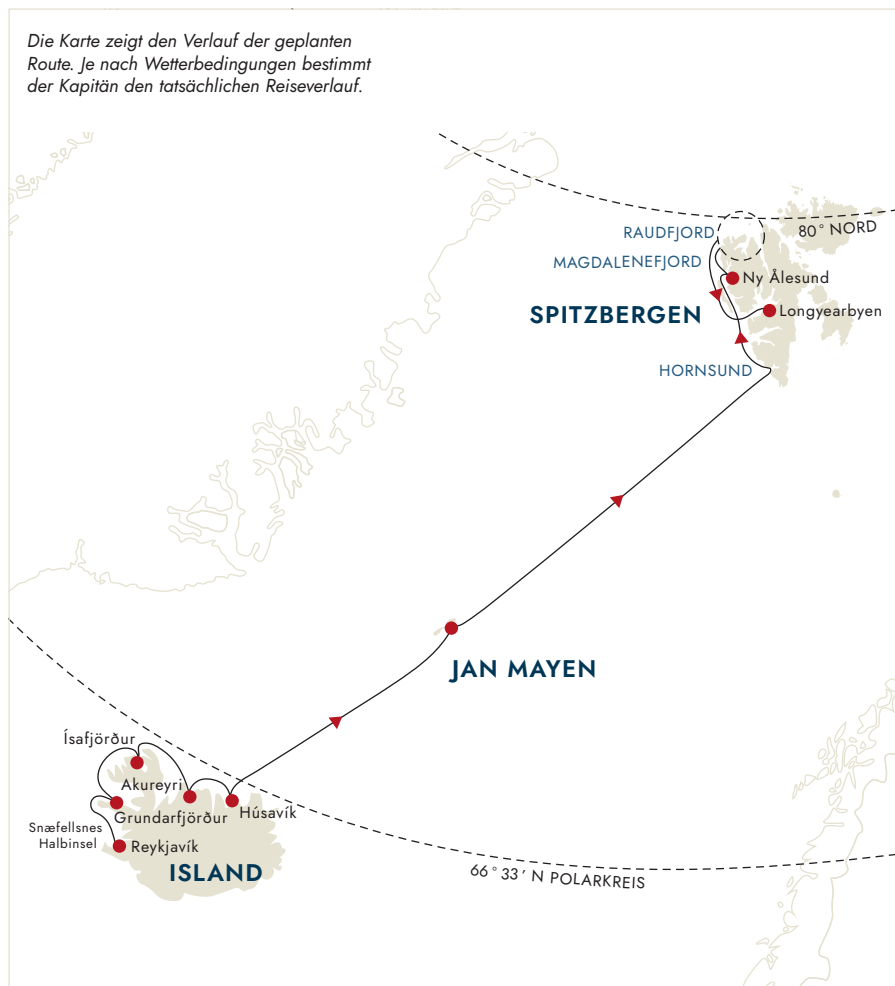 Die Karte zeigt den Verlauf der geplanten
Route. Je nach Wetterbedingungen bestimmt
der Kapitän den tatsächlichen Reiseverlauf.
RAUDFJORD
80° NORD
MAGDALENEFJORD
Ny Ålesund
SPITZBERGEN
Longyearbyen
HORNSUND
JAN MAYEN
Ísafjörður
Akureyri
Grundarfjörður
Húsavík
Snæfellsnes
Halbinsel
Reykjavík
ISLAND
66° 33’ N POLARKREIS